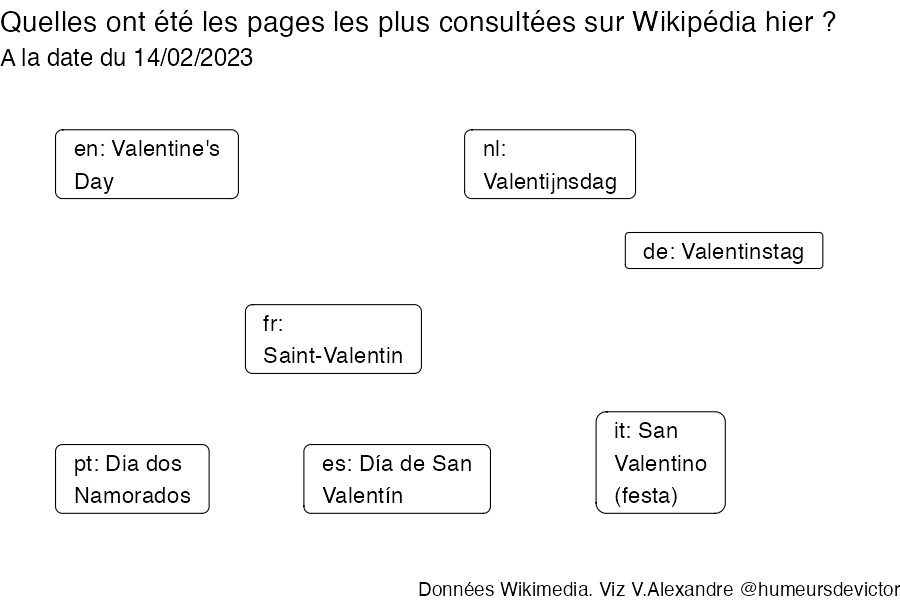 Quelles ont été les pages les plus consultées sur Wikipédia hier ?
A la date du 14/02/2023
en: Valentine's
Day
nl:
Valentijnsdag
de: Valentinstag
fr:
Saint-Valentin
it: San
Valentino
(festa)
pt: Dia dos
Namorados
es: Día de San
Valentín
Données Wikimedia. Viz V.Alexandre @humeursdevictor